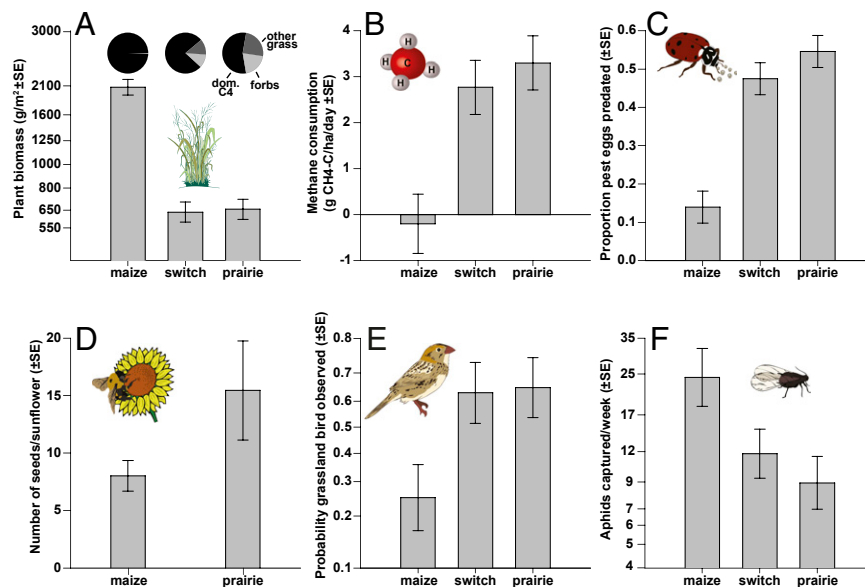 A
Plant biomass (g/m² ±SE)
3000
2100
1600
1250
1000
800
650
550
other
grass
dom.
C4
forbs
maize
switch
prairie
B
Methane consumption
(g CH4-C/ha/day ±SE)
4
3
2
1
0
-1
H
H
C
H
H
maize
switch
prairie
C
Proportion pest eggs predated (±SE)
0.6
0.5
0.4
0.3
0.2
0.1
0.0
maize
switch
prairie
D
Number of seeds/sunflower (±SE)
20
15
10
5
0
maize
prairie
E
Probability grassland bird observed (±SE)
0.8
0.7
0.6
0.5
0.4
0.3
0.2
0.1
maize
switch
prairie
F
Aphids captured/week (±SE)
35
25
17
12
9
7
6
5
4
maize
switch
prairie